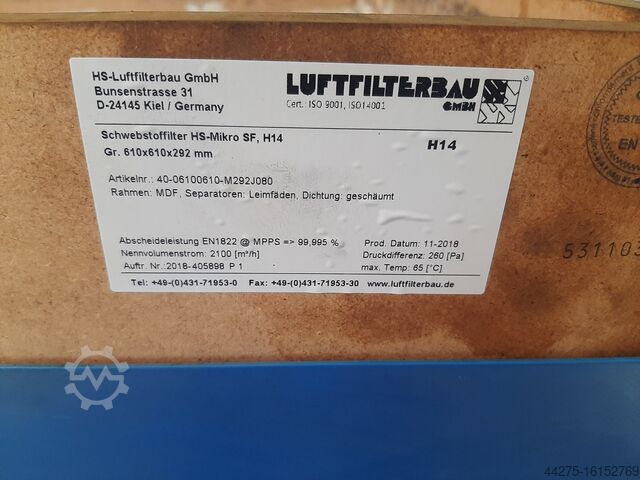 HS-Luftfilterbau GmbH
Bunsenstrasse 31
D-24145 Kiel / Germany
LUFTFILTERBAU
GMBH
Cert.: ISO 9001, ISO14001
Schwebstoffilter HS-Mikro SF, H14
H14
Gr. 610x610x292 mm
Artikelnr.: 40-06100610-M292J080
Rahmen: MDF, Separatoren: Leimfäden, Dichtung: geschäumt
Abscheideleistung EN1822 @ MPPS => 99,995 %
Prod. Datum: 11-2018
Nennvolumenstrom: 2100 [m³/h]
Druckdifferenz: 260 [Pa]
Auftr. Nr.:2018-405898 P 1
max. Temp: 65 [°C]
Tel: +49-(0)431-71953-0 Fax: +49-(0)431-71953-30 www.luftfilterbau.de
TESTE
EN
531103
44275-16152769